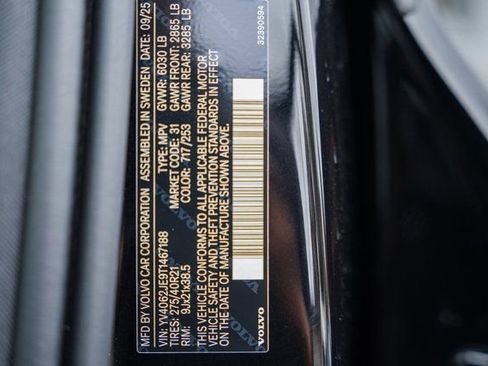 MFD BY VOLVO CAR CORPORATION ASSEMBLED IN SWEDEN DATE: 09/25
VIN: YV4062JE9T1467188 TYPE: MPV GVWR: 6030 LB
TIRES: 275/40R21 MARKET CODE: 31 GAWR FRONT: 2865 LB
RIM: 9Jx21x38.5 COLOR: 717/253 GAWR REAR: 3285 LB
THIS VEHICLE CONFORMS TO ALL APPLICABLE FEDERAL MOTOR
VEHICLE SAFETY AND THEFT PREVENTION STANDARDS IN EFFECT
ON THE DATE OF MANUFACTURE SHOWN ABOVE.
VOLVO
32390594